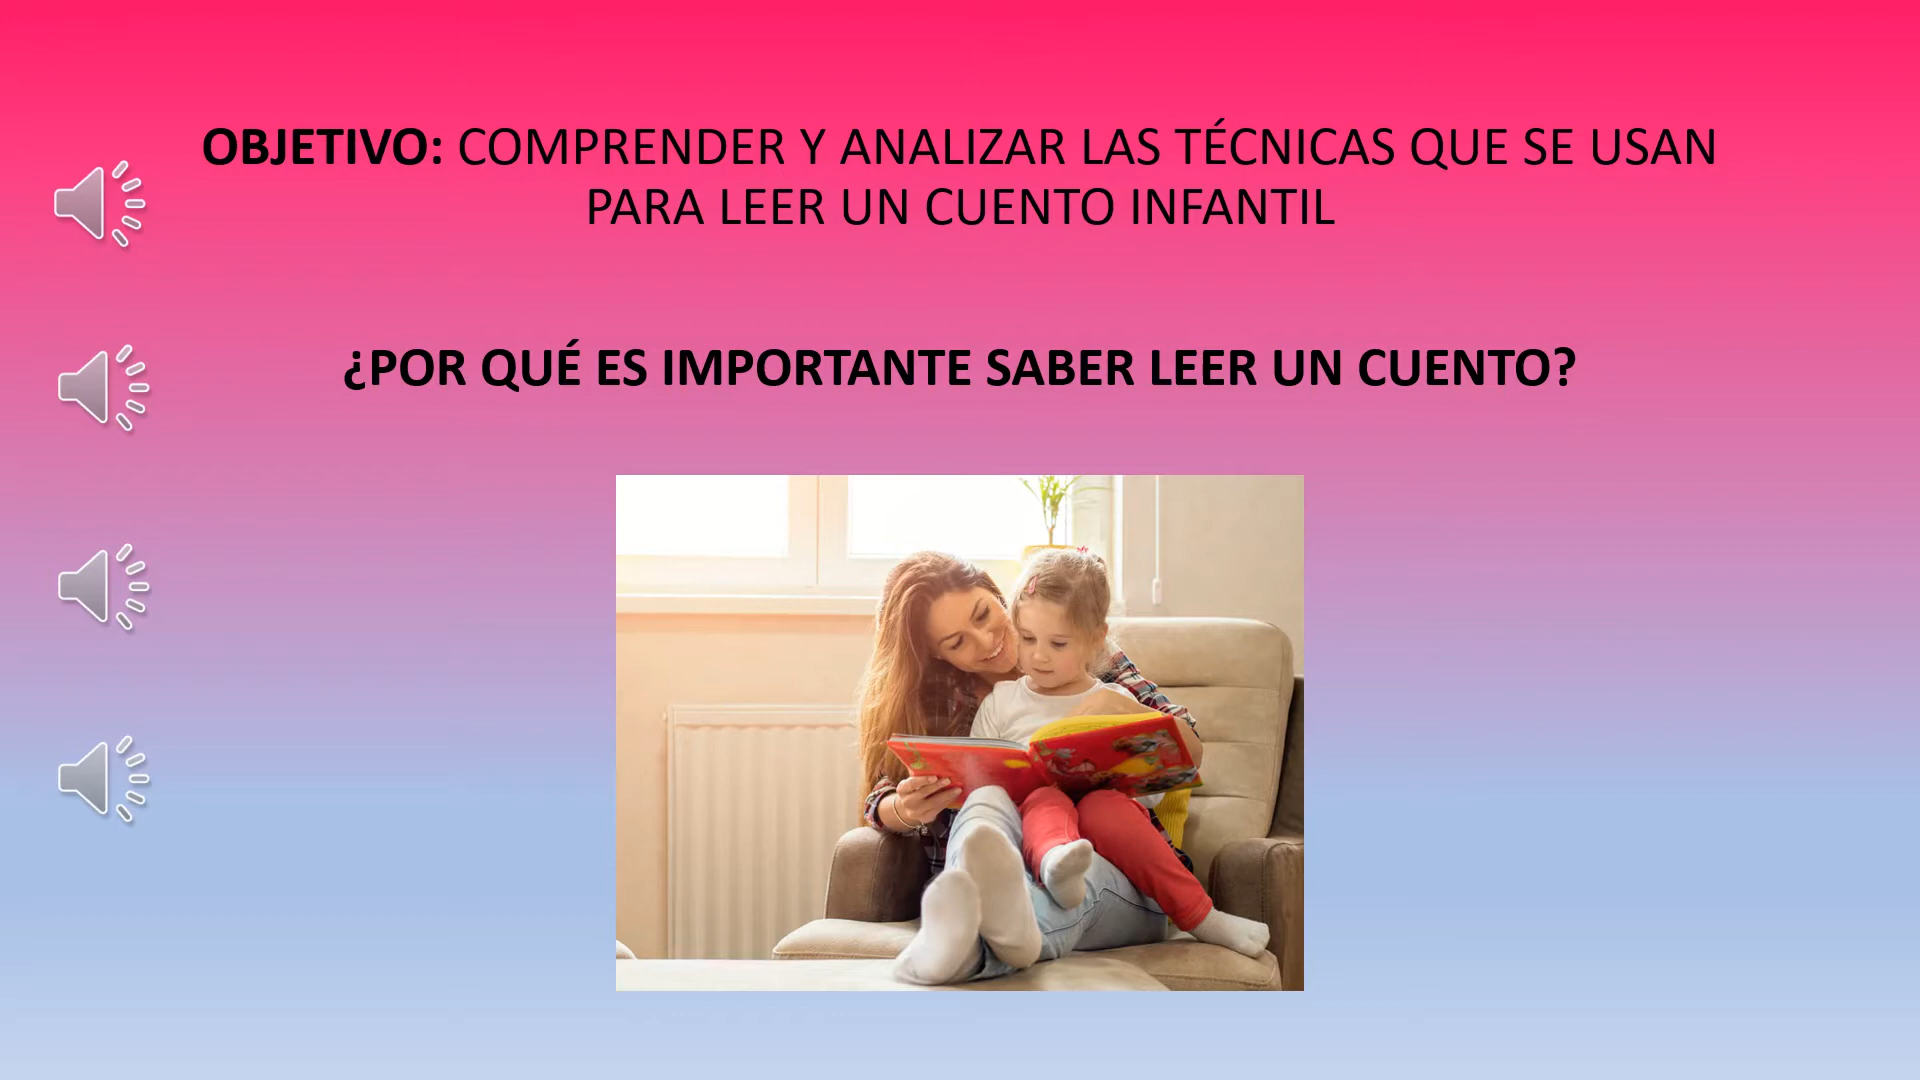 OBJETIVO: COMPRENDER Y ANALIZAR LAS TÉCNICAS QUE SE USAN
PARA LEER UN CUENTO INFANTIL
¿POR QUÉ ES IMPORTANTE SABER LEER UN CUENTO?